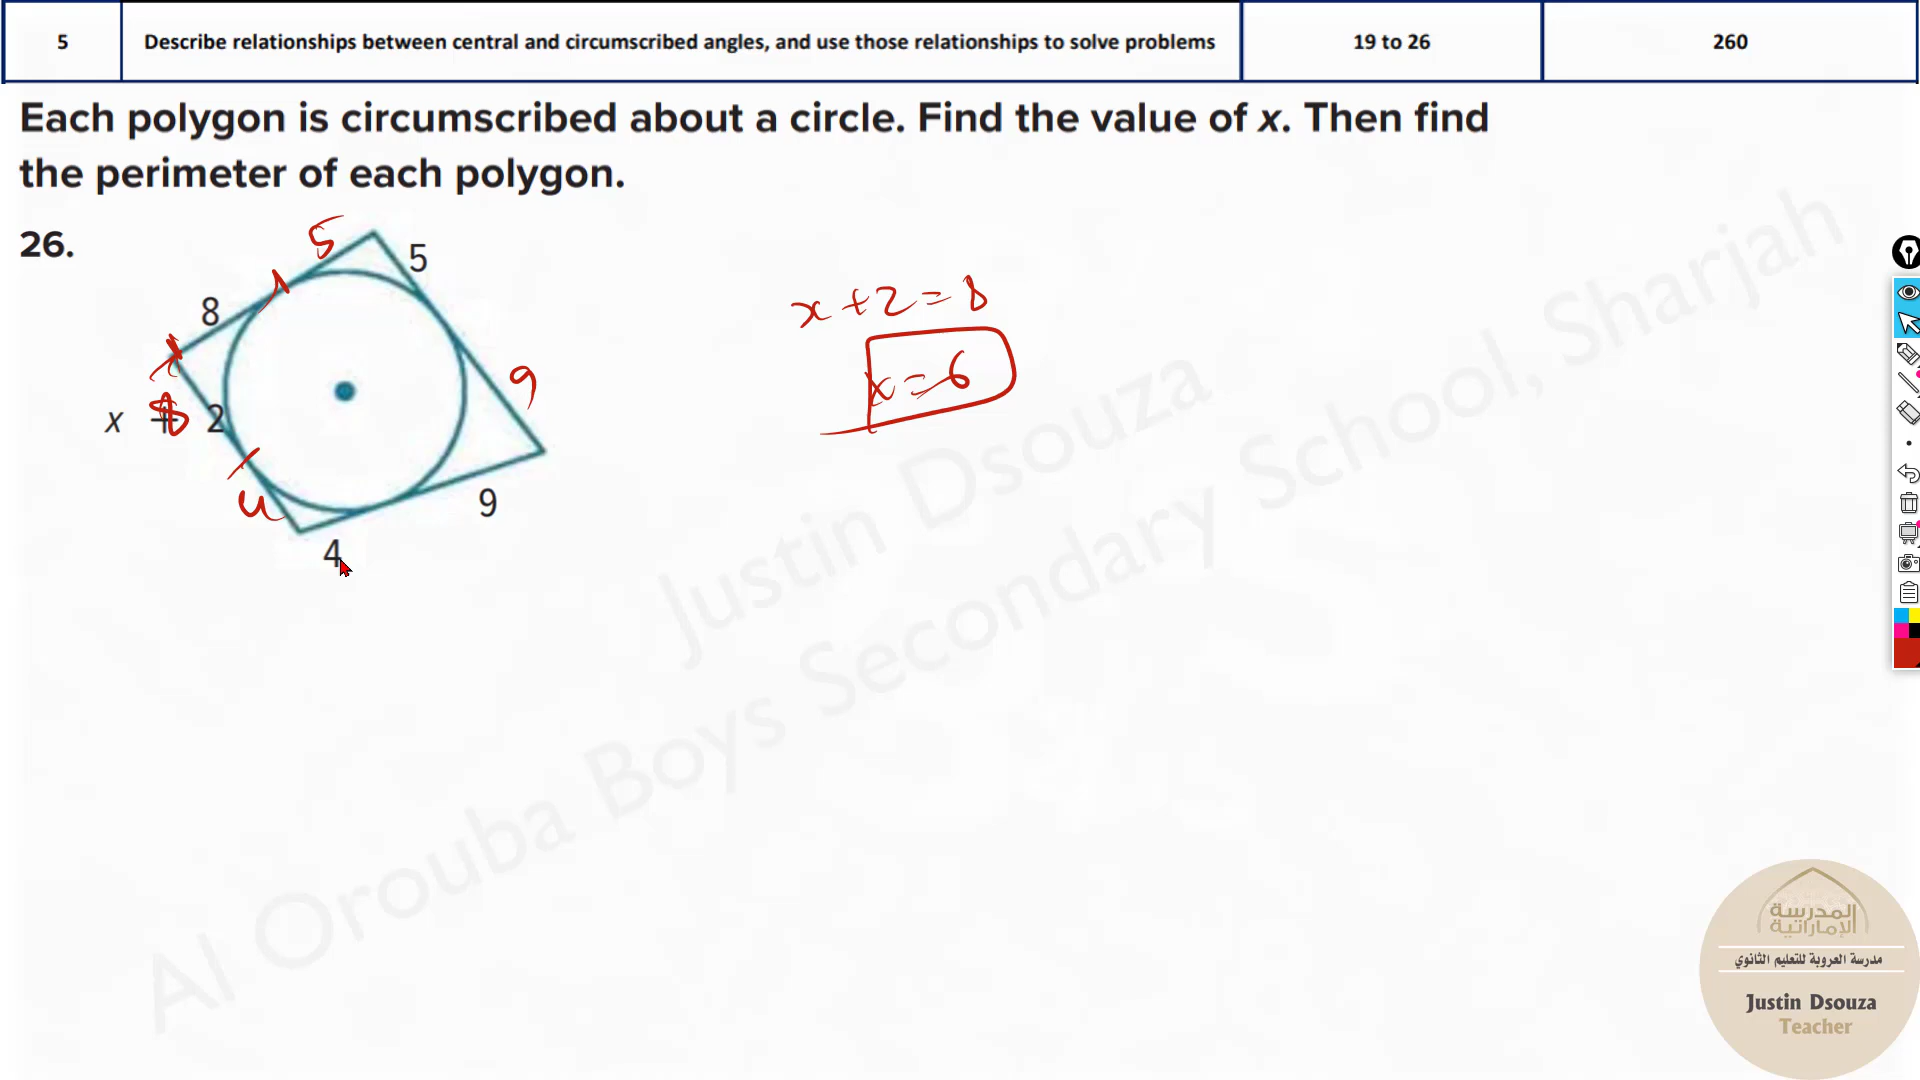 5 Describe relationships between central and circumscribed angles, and use those relationships to solve problems 19 to 26 260
Each polygon is circumscribed about a circle. Find the value of x. Then find
the perimeter of each polygon.
26.
5
5
8
x + 2
8
9
4
9
4
x + 2 = 8
x = 6
Justin Dsouza
Al Orouba Boys Secondary School, Sharjah
المدرسة
الإماراتية
مدرسة العروبة للتعليم الثانوي
Justin Dsouza
Teacher